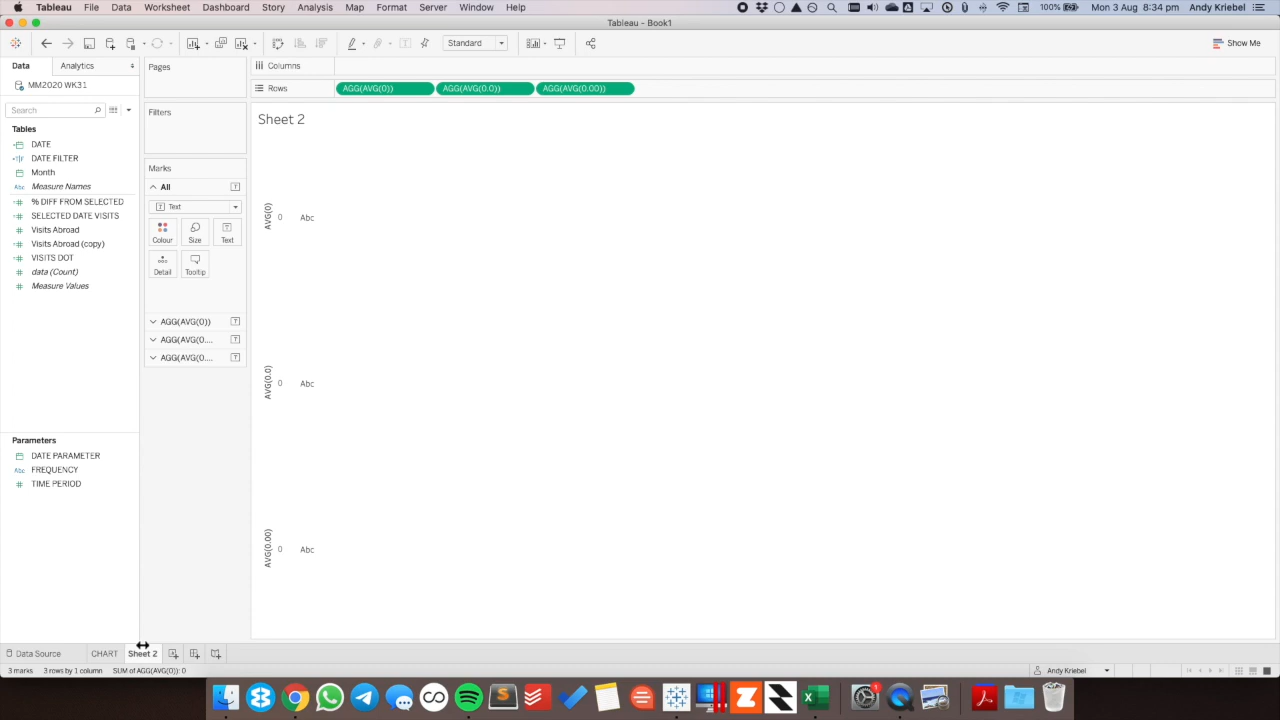 Tableau File Data Worksheet Dashboard Story Analysis Map Format Server Window Help 100% Mon 3 Aug 8:34 pm Andy Kriebel
Tableau - Book1
Standard Show Me
Data Analytics Pages Columns
MM2020 WK31 Rows AGG(AVG(0)) AGG(AVG(0.0)) AGG(AVG(0.00))
Search Filters
Sheet 2
Tables
DATE
DATE FILTER
Month
Measure Names
% DIFF FROM SELECTED
SELECTED DATE VISITS
Visits Abroad
Visits Abroad (copy)
VISITS DOT
data (Count)
Measure Values
Parameters
DATE PARAMETER
FREQUENCY
TIME PERIOD
Marks
All
Text
Colour Size Text
Detail Tooltip
AGG(AVG(0))
AGG(AVG(0....
AGG(AVG(0....
AVG(0) 0 Abc
AVG(0.0) 0 Abc
AVG(0.00) 0 Abc
Data Source CHART Sheet 2
3 marks 3 rows by 1 column SUM of AGG(AVG(0)): 0 Andy Kriebel